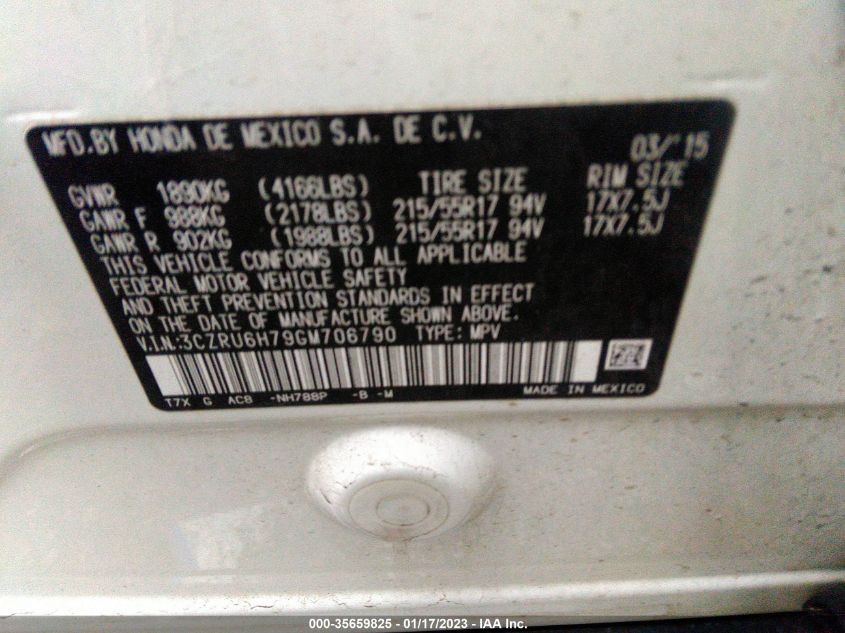 MFD.BY HONDA DE MEXICO S.A. DE C.V.
03/'15
GVWR 1890KG (4166LBS) TIRE SIZE RIM SIZE
GAWR F 988KG (2178LBS) 215/55R17 94V 17X7.5J
GAWR R 902KG (1988LBS) 215/55R17 94V 17X7.5J
THIS VEHICLE CONFORMS TO ALL APPLICABLE
FEDERAL MOTOR VEHICLE SAFETY
AND THEFT PREVENTION STANDARDS IN EFFECT
ON THE DATE OF MANUFACTURE SHOWN ABOVE.
V.I.N.:3CZRU6H79GM706790 TYPE: MPV
T7X G AC8 -NH788P -B -M MADE IN MEXICO
000-35659825 - 01/17/2023 - IAA Inc.